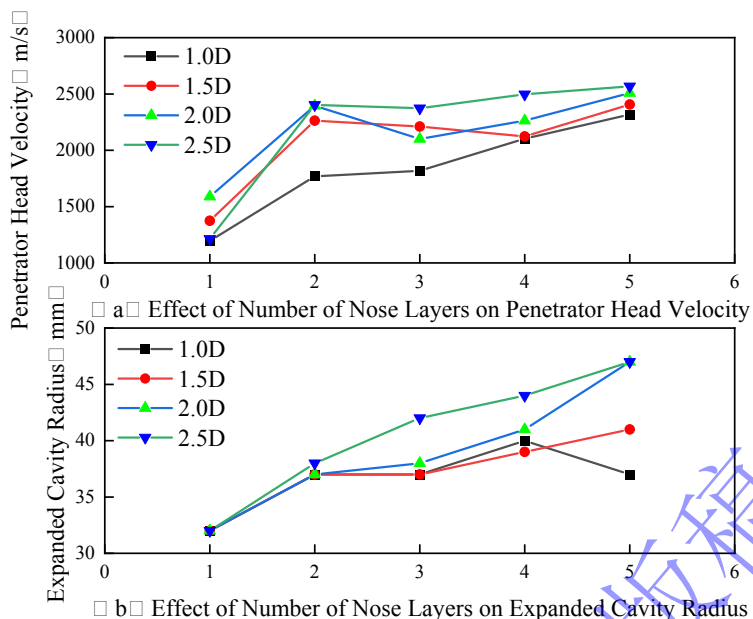 Penetrator Head Velocity□ m/s□
3000
2500
2000
1500
1000
1.0D
1.5D
2.0D
2.5D
0 1 2 3 4 5 6
□ a□ Effect of Number of Nose Layers on Penetrator Head Velocity
Expanded Cavity Radius□ mm□
50
45
40
35
30
1.0D
1.5D
2.0D
2.5D
0 1 2 3 4 5 6
□ b□ Effect of Number of Nose Layers on Expanded Cavity Radius
版稿